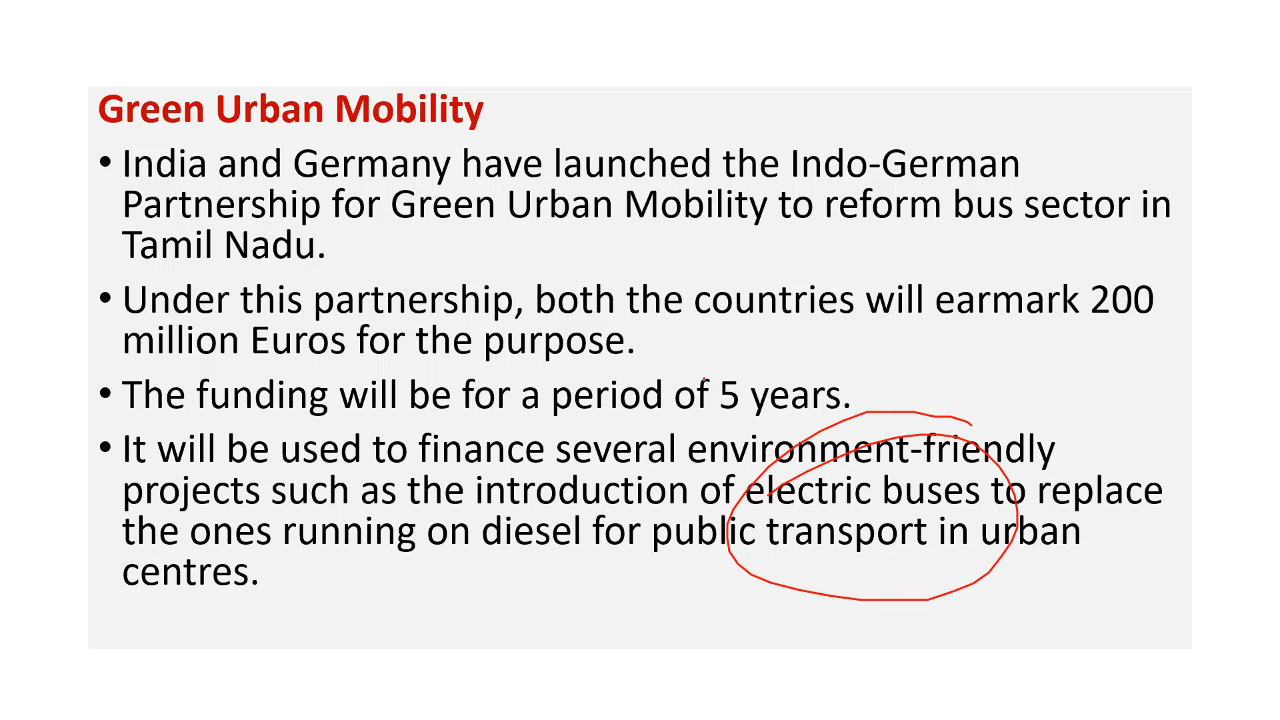 Green Urban Mobility
• India and Germany have launched the Indo-German
Partnership for Green Urban Mobility to reform bus sector in
Tamil Nadu.
• Under this partnership, both the countries will earmark 200
million Euros for the purpose.
• The funding will be for a period of 5 years.
• It will be used to finance several environment-friendly
projects such as the introduction of electric buses to replace
the ones running on diesel for public transport in urban
centres.